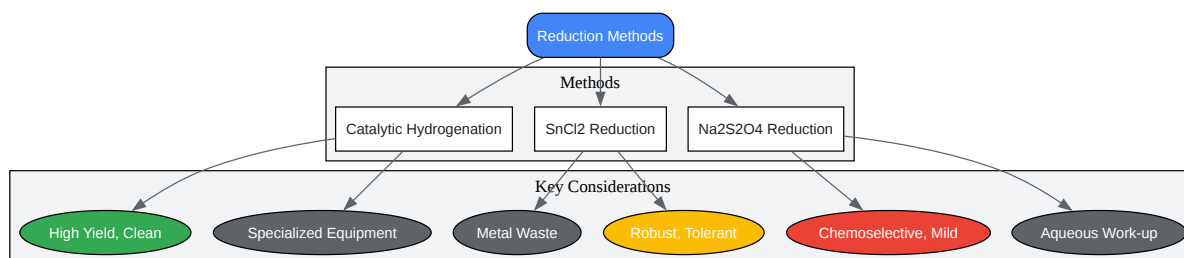 Reduction Methods
Methods
Catalytic Hydrogenation
SnCl2 Reduction
Na2S2O4 Reduction
Key Considerations
High Yield, Clean
Specialized Equipment
Metal Waste
Robust, Tolerant
Chemoselective, Mild
Aqueous Work-up